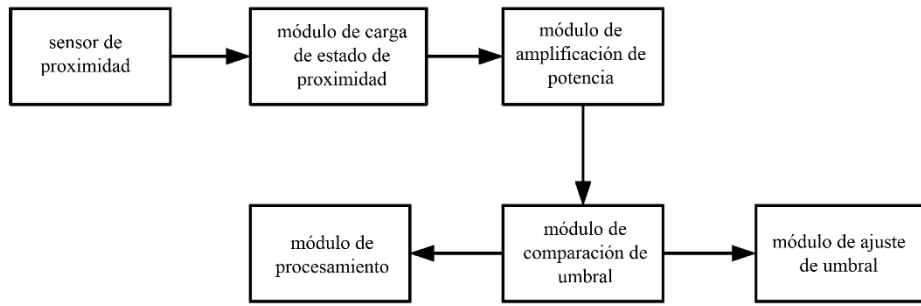 sensor de
proximidad
módulo de carga
de estado de
proximidad
módulo de
amplificación de
potencia
módulo de
procesamiento
módulo de
comparación de
umbral
módulo de ajuste
de umbral